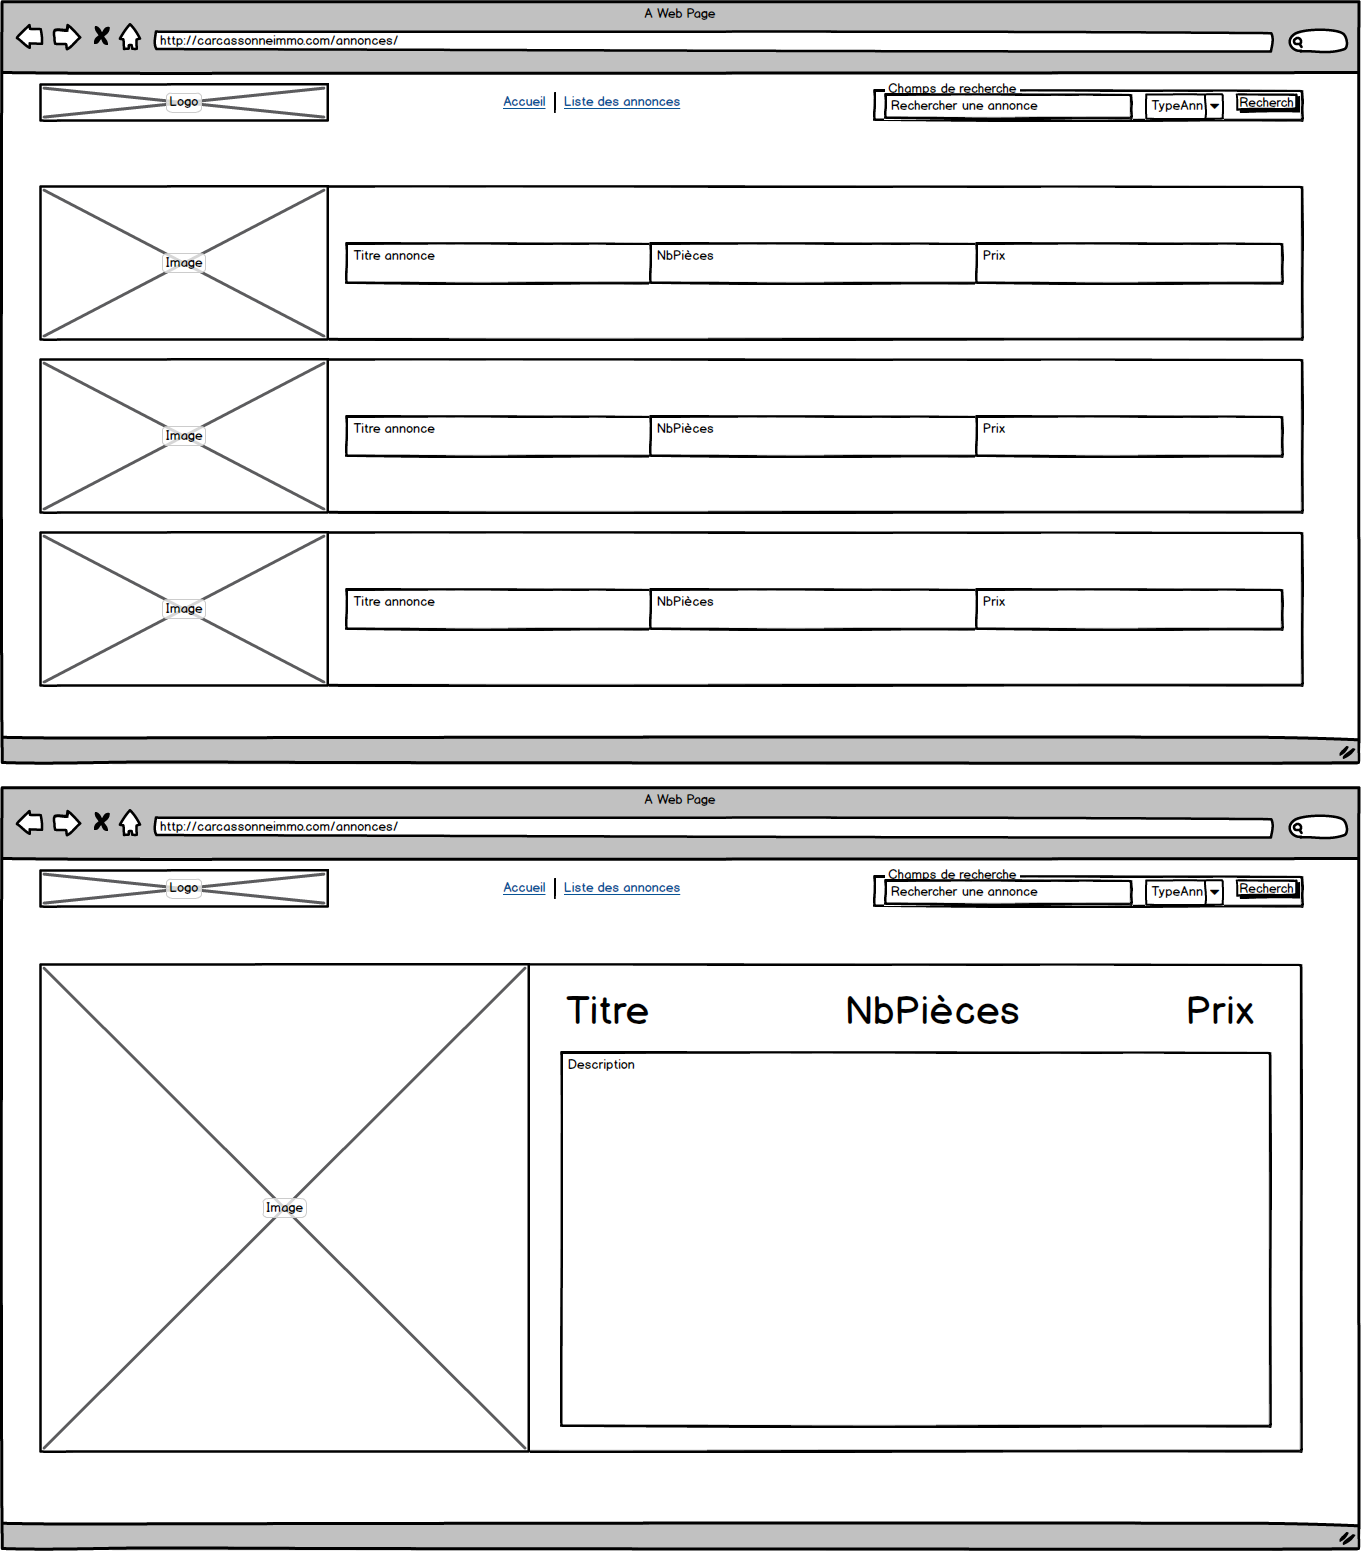 A Web Page
http://carcassonneimmo.com/annonces/
Logo
Accueil
Liste des annonces
Champs de recherche
Rechercher une annonce
TypeAnn
Recherch
Image
Titre annonce
NbPièces
Prix
Image
Titre annonce
NbPièces
Prix
Image
Titre annonce
NbPièces
Prix
A Web Page
http://carcassonneimmo.com/annonces/
Logo
Accueil
Liste des annonces
Champs de recherche
Rechercher une annonce
TypeAnn
Recherch
Titre
NbPièces
Prix
Description
Image